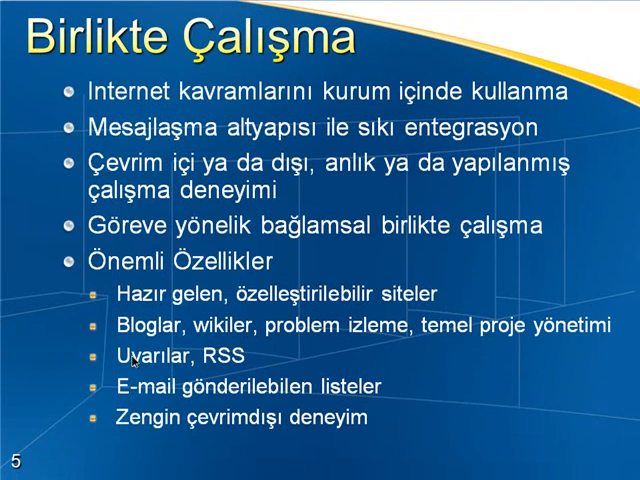 Birlikte Çalışma
Internet kavramlarını kurum içinde kullanma
Mesajlaşma altyapısı ile sıkı entegrasyon
Çevrim içi ya da dışı, anlık ya da yapılanmış
çalışma deneyimi
Göreve yönelik bağlamsal birlikte çalışma
Önemli Özellikler
Hazır gelen, özelleştirilebilir siteler
Bloglar, wikiler, problem izleme, temel proje yönetimi
Uyarılar, RSS
E-mail gönderilebilen listeler
Zengin çevrimdışı deneyim
5